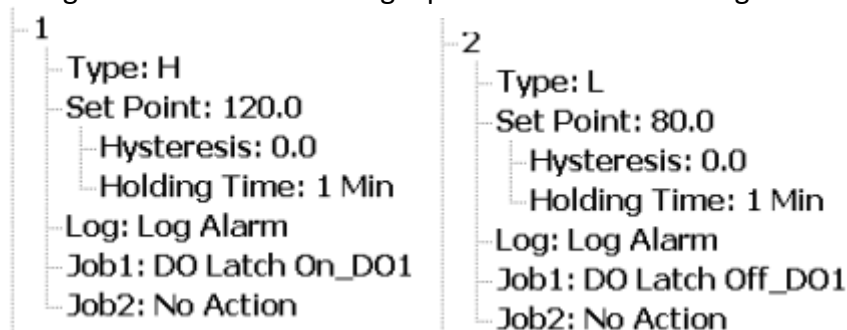 1
Type: H
Set Point: 120.0
Hysteresis: 0.0
Holding Time: 1 Min
Log: Log Alarm
Job1: DO Latch On_DO1
Job2: No Action
2
Type: L
Set Point: 80.0
Hysteresis: 0.0
Holding Time: 1 Min
Log: Log Alarm
Job1: DO Latch Off_DO1
Job2: No Action